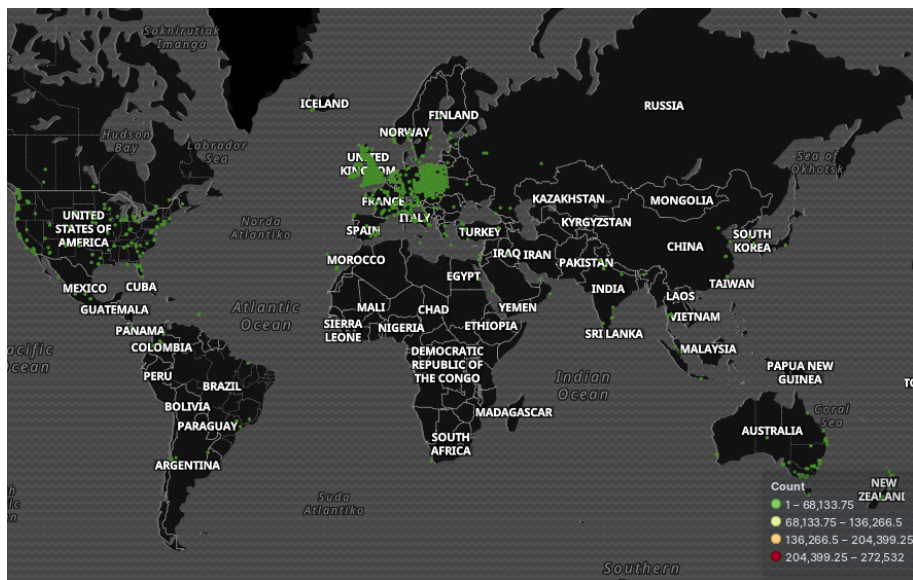 Saknirutiak
Imanga
ICELAND
RUSSIA
FINLAND
NORWAY
Hudson
Bay
Labrador
Sea
UNITED
KINGDOM
Sea of
Okhotsk
KAZAKHSTAN
MONGOLIA
FRANCE
ITALY
UNITED
STATES OF
AMERICA
Norda
Atlantiko
SPAIN
TURKEY
KYRGYZSTAN
CHINA
SOUTH
KOREA
MOROCCO
IRAQ
IRAN
PAKISTAN
EGYPT
MEXICO
CUBA
INDIA
TAIWAN
LAOS
GUATEMALA
Atlantic
Ocean
MALI
CHAD
YEMEN
VIETNAM
PANAMA
SIERRA
LEONE
NIGERIA
ETHIOPIA
SRI LANKA
COLOMBIA
MALAYSIA
acific
cean
DEMOCRATIC
REPUBLIC OF
THE CONGO
PERU
BRAZIL
Indian
Ocean
PAPUA NEW
GUINEA
TO
BOLIVIA
MADAGASCAR
Coral
Sea
PARAGUAY
AUSTRALIA
SOUTH
AFRICA
ARGENTINA
Suda
Atlantiko
NEW
ZEALANI
Count
1 – 68,133.75
68,133.75 – 136,266.5
136,266.5 – 204,399.25
204,399.25 – 272,532
Southern